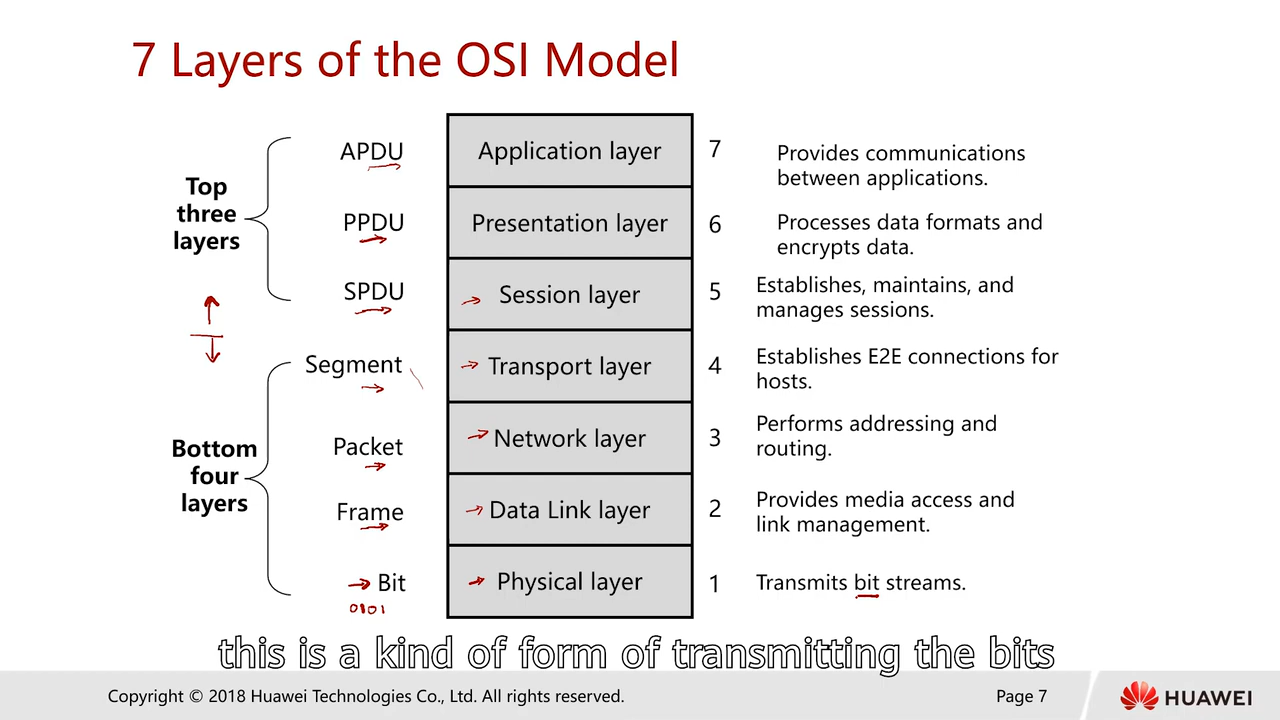 7 Layers of the OSI Model
Top
three
layers
APDU
Application layer
7
Provides communications
between applications.
PPDU
Presentation layer
6
Processes data formats and
encrypts data.
SPDU
Session layer
5
Establishes, maintains, and
manages sessions.
Bottom
four
layers
Segment
Transport layer
4
Establishes E2E connections for
hosts.
Packet
Network layer
3
Performs addressing and
routing.
Frame
Data Link layer
2
Provides media access and
link management.
Bit
0101
Physical layer
1
Transmits bit streams.
this is a kind of form of transmitting the bits
Copyright © 2018 Huawei Technologies Co., Ltd. All rights reserved.
Page 7
HUAWEI